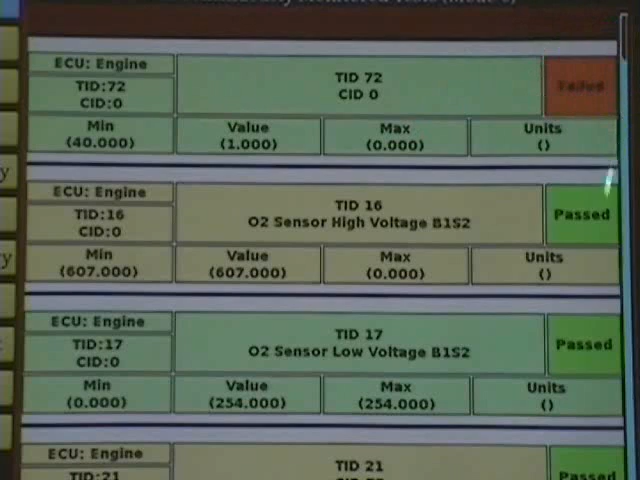 ECU: Engine
TID:72
CID:0
TID 72
CID 0
Failed
Min
(40.000)
Value
(1.000)
Max
(0.000)
Units
()
ECU: Engine
TID:16
CID:0
TID 16
O2 Sensor High Voltage B1S2
Passed
Min
(607.000)
Value
(607.000)
Max
(0.000)
Units
()
ECU: Engine
TID:17
CID:0
TID 17
O2 Sensor Low Voltage B1S2
Passed
Min
(0.000)
Value
(254.000)
Max
(254.000)
Units
()
ECU: Engine
TID:21
TID 21
Passed